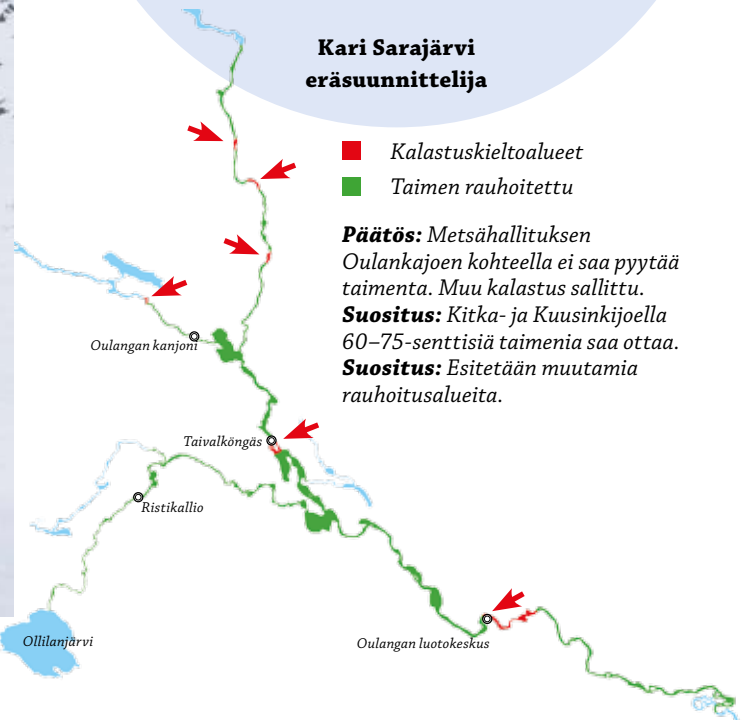 Kari Sarajärvi
eräsuunnittelija
Kalastuskieltoalueet
Taimen rauhoitettu
Päätös: Metsähallituksen
Oulankajoen kohteella ei saa pyytää
taimenta. Muu kalastus sallittu.
Suositus: Kitka- ja Kuusinkijoella
60–75-senttisiä taimenia saa ottaa.
Suositus: Esitetään muutamia
rauhoitusalueita.
Oulangan kanjoni
Taivalköngäs
Ristikallio
Ollilanjärvi
Oulangan luotokeskus